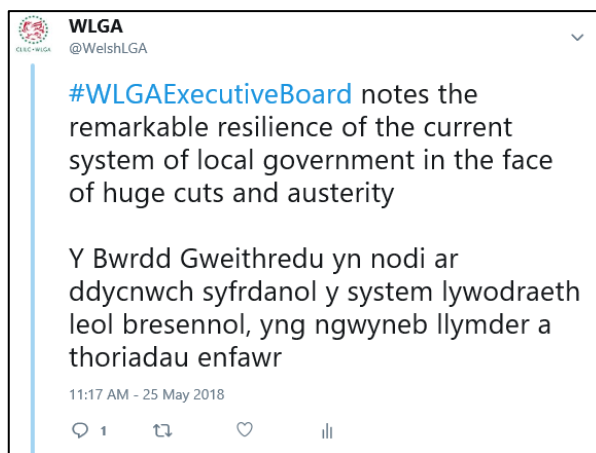 WLGA
@WelshLGA
CLILC • WLGA
#WLGAExecutiveBoard notes the
remarkable resilience of the current
system of local government in the face
of huge cuts and austerity
Y Bwrdd Gweithredu yn nodi ar
ddycnwch syfrdanol y system lywodraeth
leol bresennol, yng ngwyneb llymder a
thoriadau enfawr
11:17 AM - 25 May 2018
1